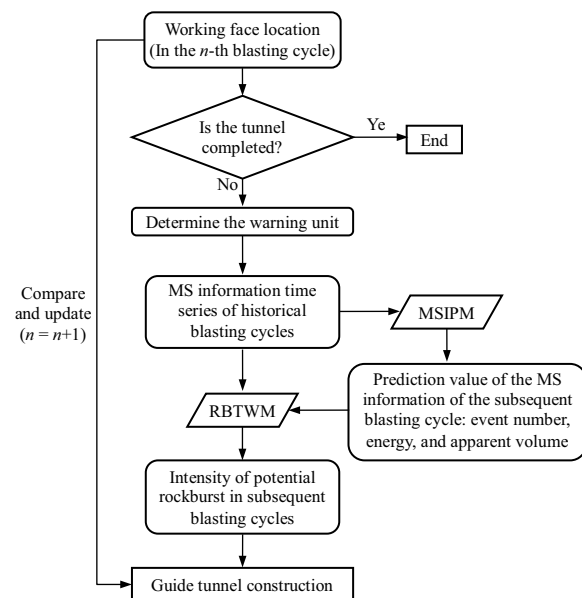 Working face location
(In the n-th blasting cycle)
Is the tunnel
completed?
Ye
End
No
Determine the warning unit
MS information time
series of historical
blasting cycles
MSIPM
Compare
and update
(n = n+1)
Prediction value of the MS
information of the subsequent
blasting cycle: event number,
energy, and apparent volume
RBTWM
Intensity of potential
rockburst in subsequent
blasting cycles
Guide tunnel construction